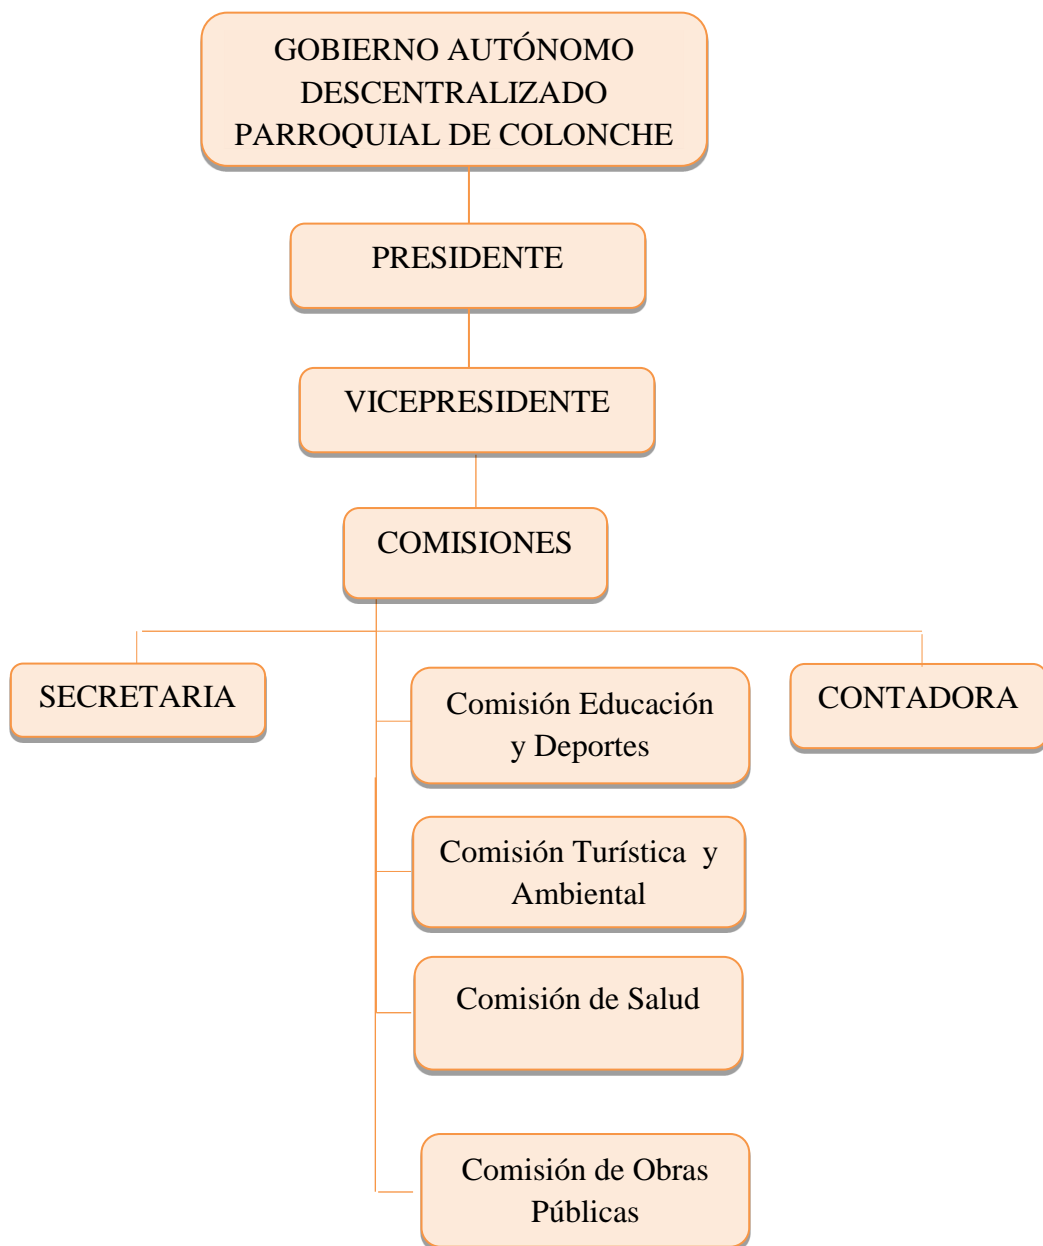 GOBIERNO AUTÓNOMO
DESCENTRALIZADO
PARROQUIAL DE COLONCHE
PRESIDENTE
VICEPRESIDENTE
COMISIONES
SECRETARIA
Comisión Educación
y Deportes
CONTADORA
Comisión Turística y
Ambiental
Comisión de Salud
Comisión de Obras
Públicas